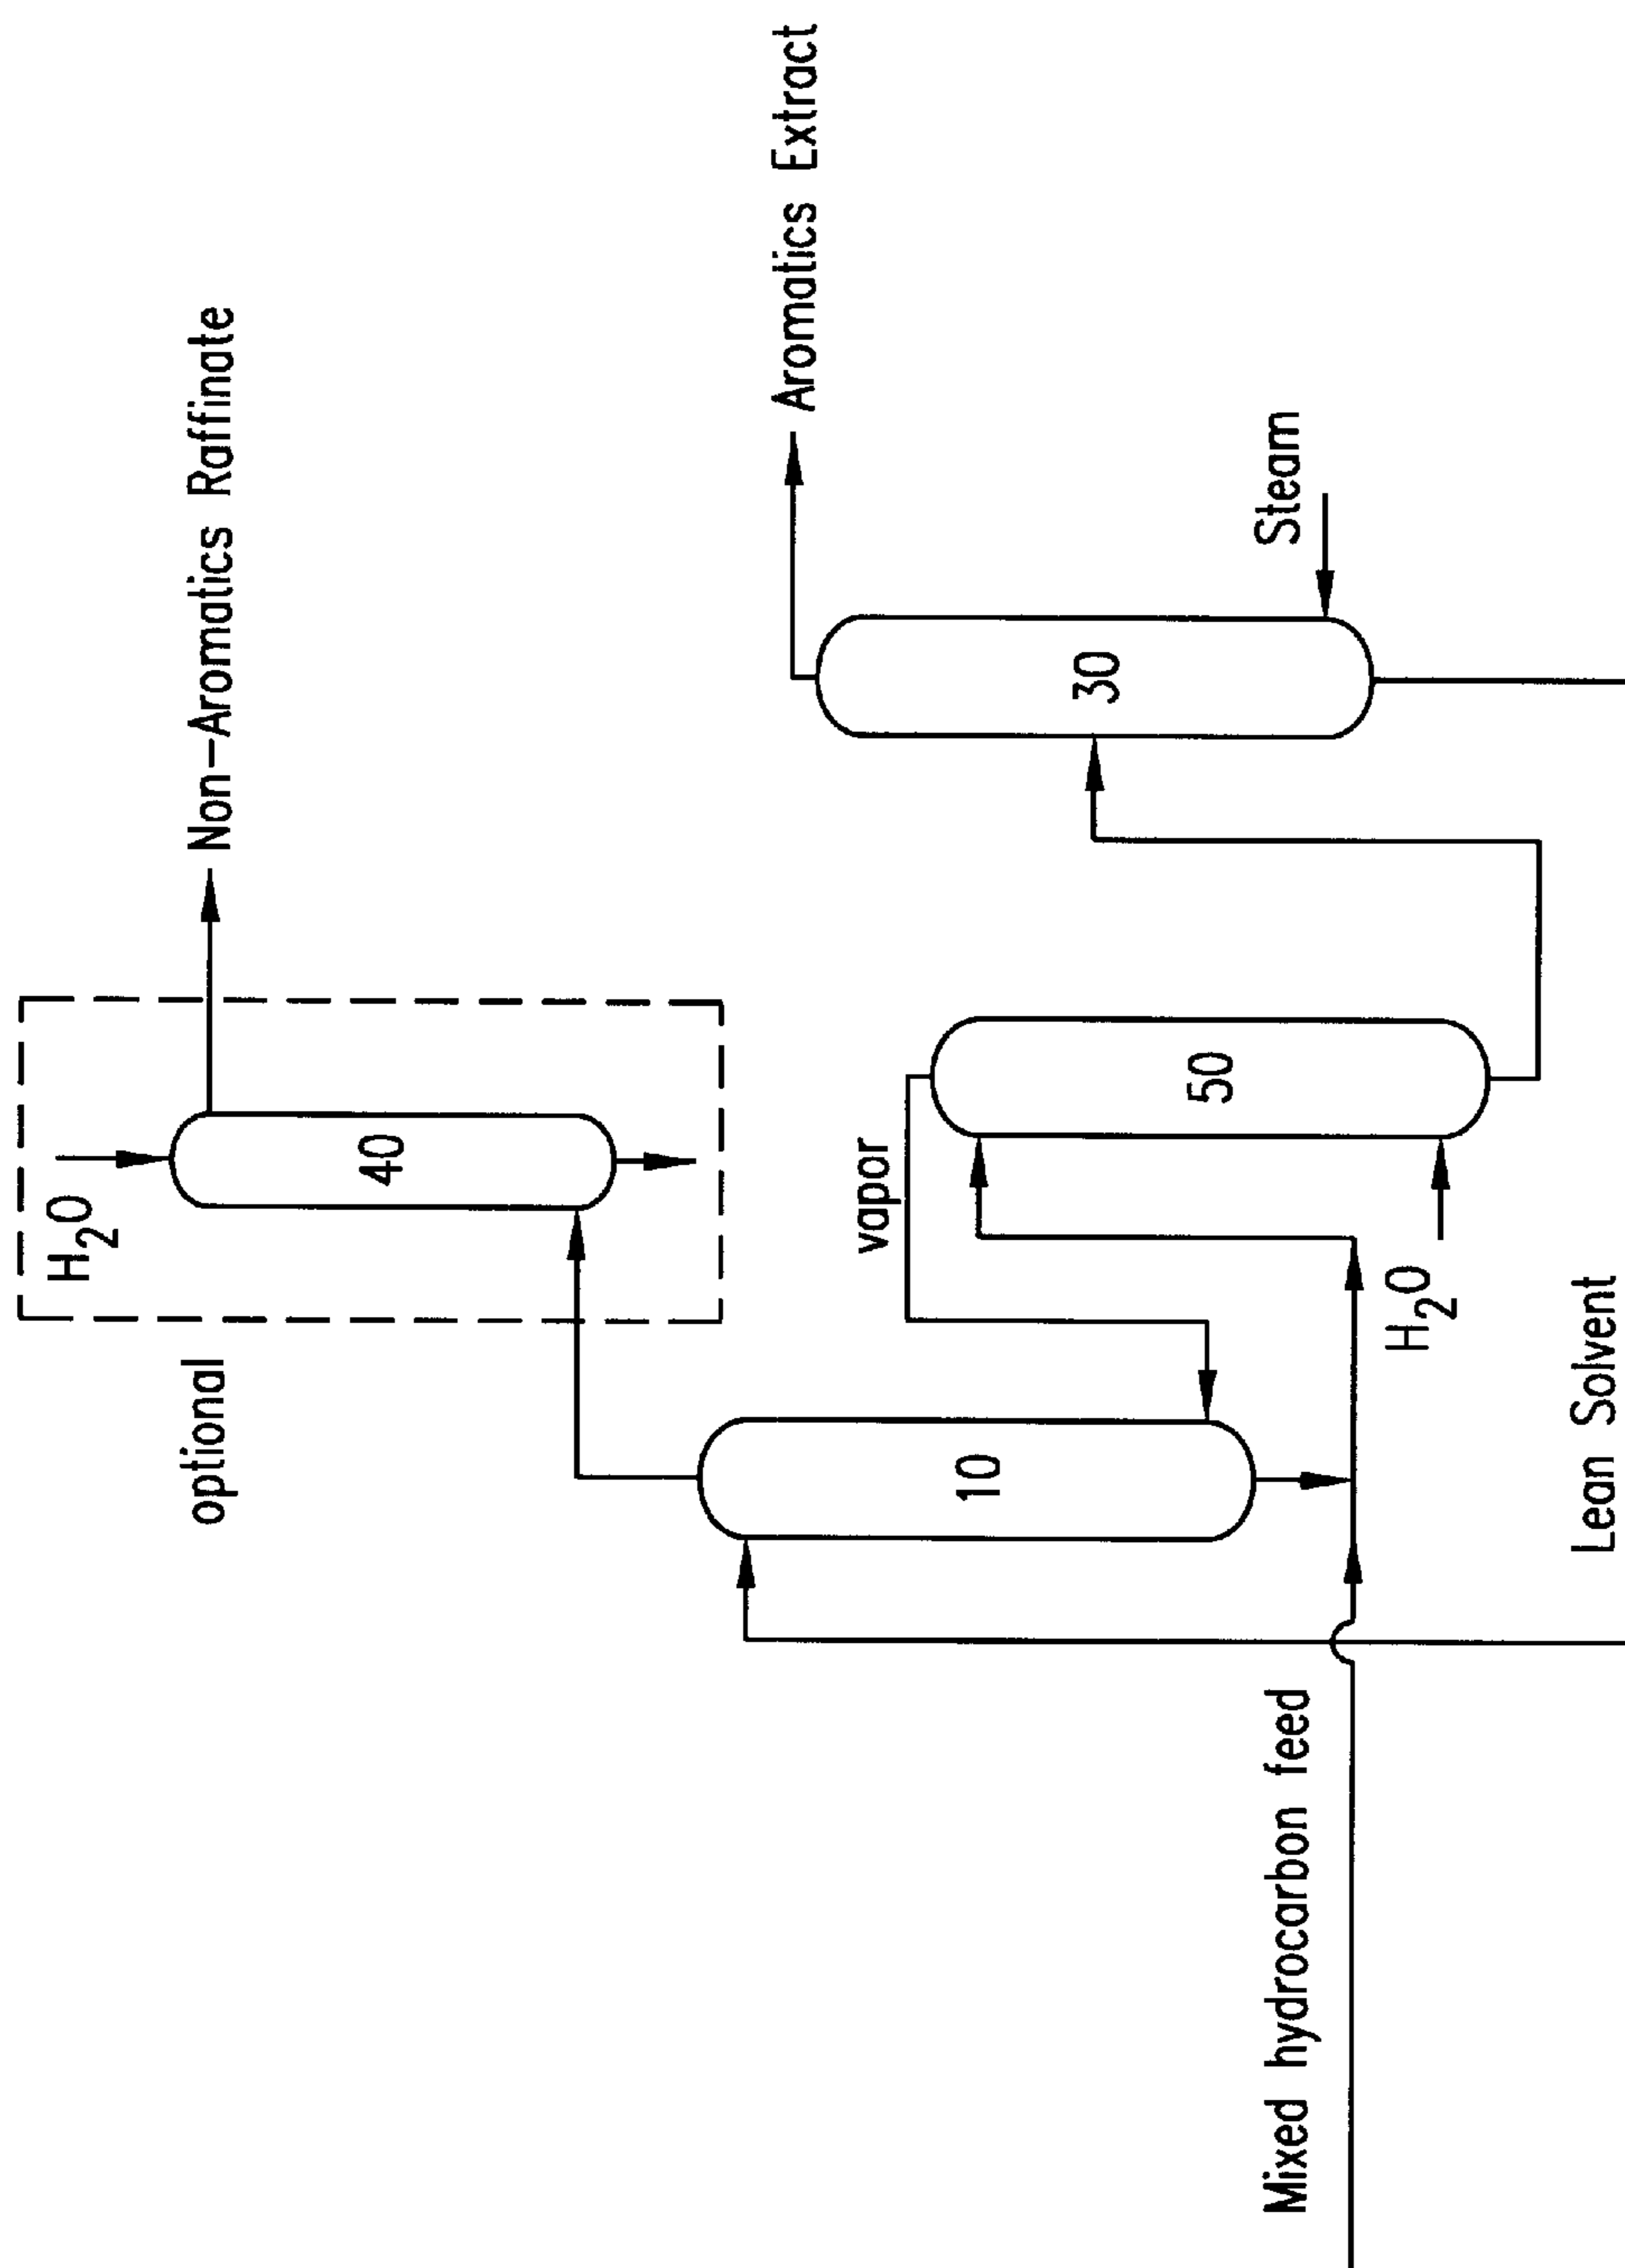 H₂O
40
optional
Non-Aromatics Raffinate
10
vapor
50
H₂O
30
Steam
Aromatics Extract
Mixed hydrocarbon feed
Lean Solvent